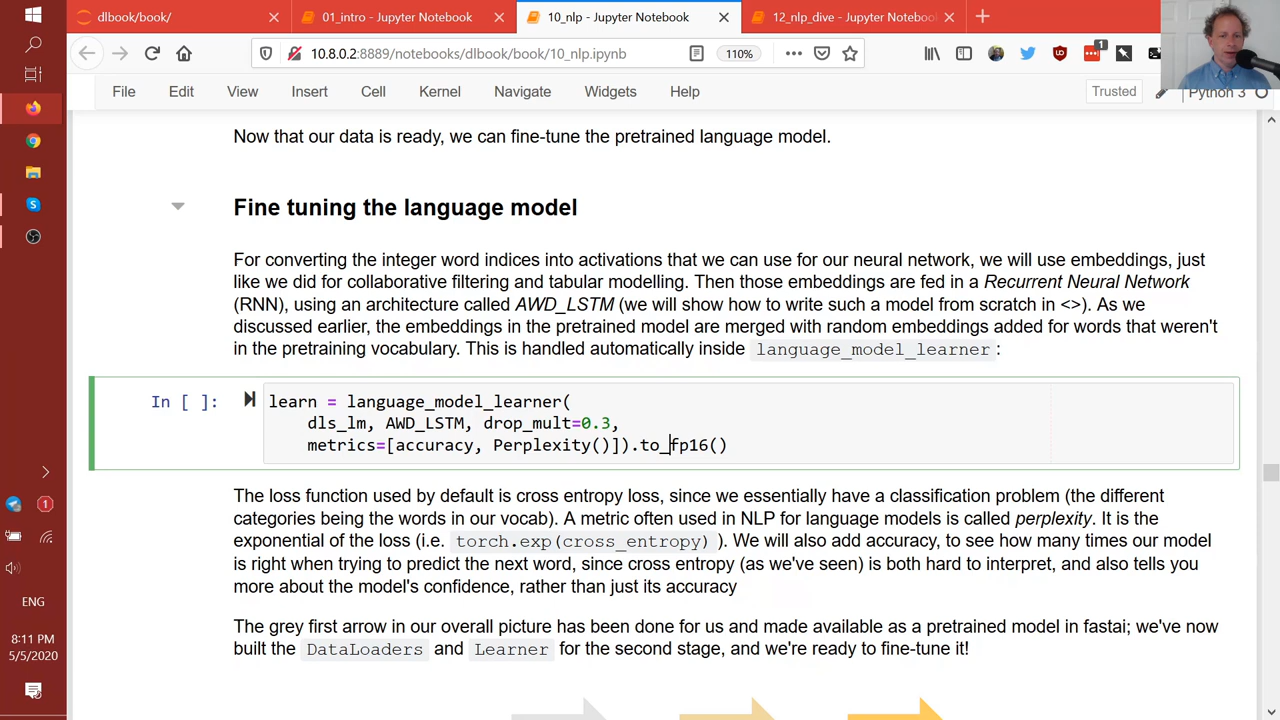 dlbook/book/
01_intro - Jupyter Notebook
10_nlp - Jupyter Notebook
12_nlp_dive - Jupyter Notebook
10.8.0.2:8889/notebooks/dlbook/book/10_nlp.ipynb
110%
1
File Edit View Insert Cell Kernel Navigate Widgets Help
Trusted
Python 3
Now that our data is ready, we can fine-tune the pretrained language model.
Fine tuning the language model
For converting the integer word indices into activations that we can use for our neural network, we will use embeddings, just
like we did for collaborative filtering and tabular modelling. Then those embeddings are fed in a Recurrent Neural Network
(RNN), using an architecture called AWD_LSTM (we will show how to write such a model from scratch in <>). As we
discussed earlier, the embeddings in the pretrained model are merged with random embeddings added for words that weren't
in the pretraining vocabulary. This is handled automatically inside language_model_learner:
In [ ]:
learn = language_model_learner(
dls_lm, AWD_LSTM, drop_mult=0.3,
metrics=[accuracy, Perplexity()]).to_fp16()
The loss function used by default is cross entropy loss, since we essentially have a classification problem (the different
categories being the words in our vocab). A metric often used in NLP for language models is called perplexity. It is the
exponential of the loss (i.e. torch.exp(cross_entropy)). We will also add accuracy, to see how many times our model
is right when trying to predict the next word, since cross entropy (as we've seen) is both hard to interpret, and also tells you
more about the model's confidence, rather than just its accuracy
The grey first arrow in our overall picture has been done for us and made available as a pretrained model in fastai; we've now
built the DataLoaders and Learner for the second stage, and we're ready to fine-tune it!
1
ENG
8:11 PM
5/5/2020